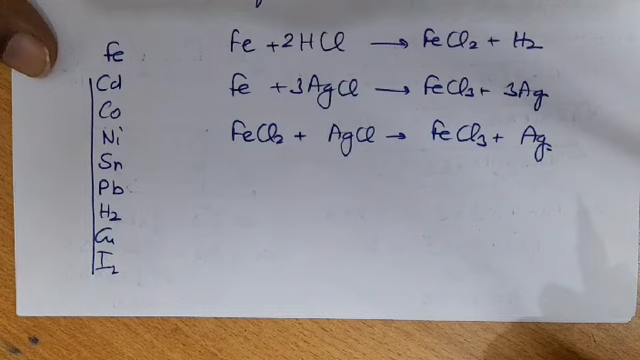 Fe
Cd
Co
Ni
Sn
Pb
H₂
Cu
I₂
Fe + 2HCl → FeCl₂ + H₂
Fe + 3AgCl → FeCl₃ + 3Ag
FeCl₂ + AgCl → FeCl₃ + Ag